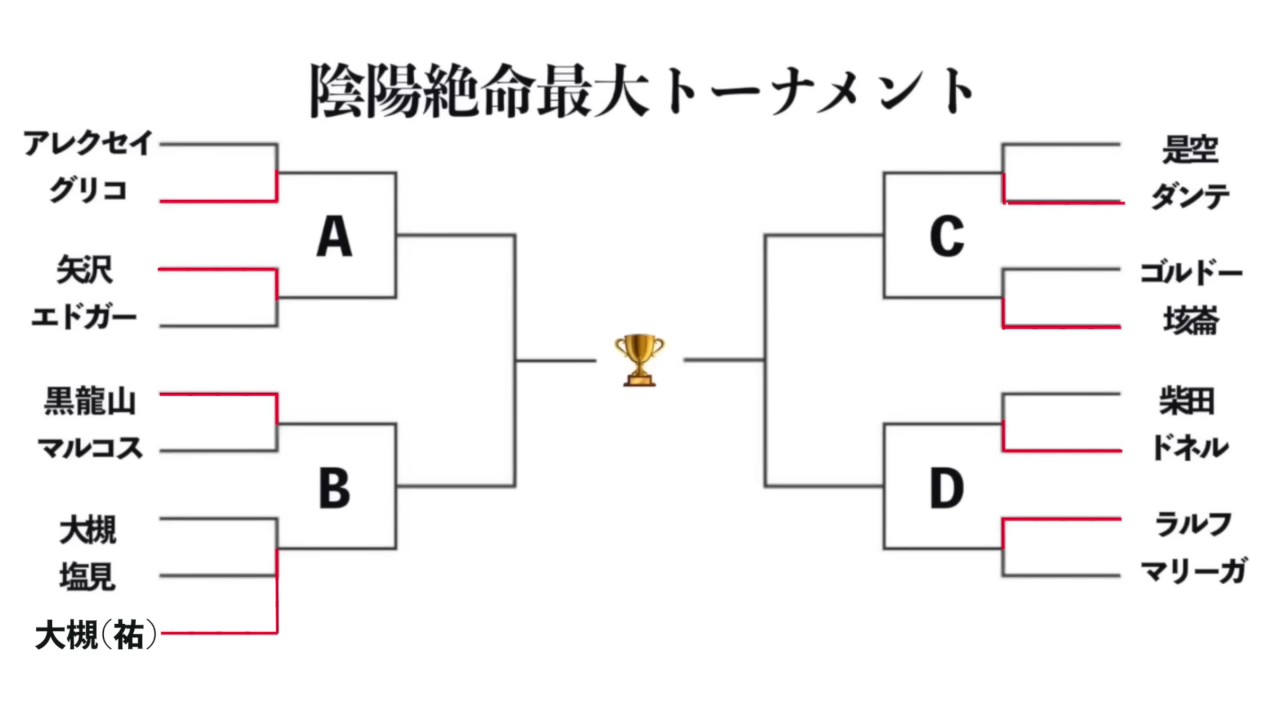 陰陽絶命最大トーナメント
アレクセイ
グリコ
矢沢
エドガー
黒龍山
マルコス
大槻
塩見
大槻（祐）
A
B
C
D
是空
ダンテ
ゴルドー
垓崙
柴田
ドネル
ラルフ
マリーガ